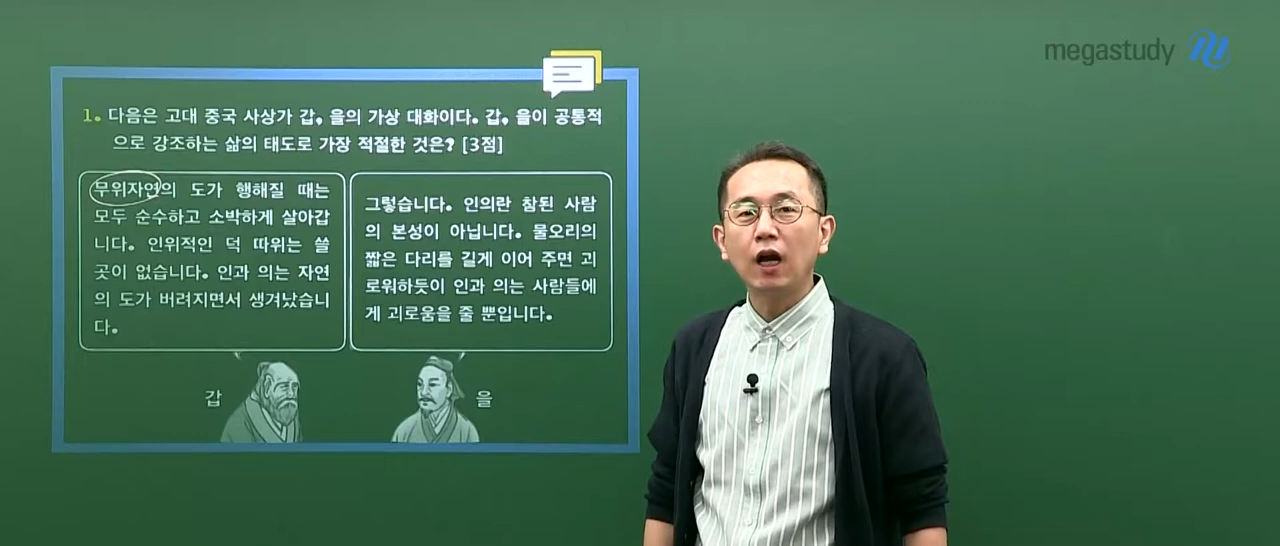 megastudy
1. 다음은 고대 중국 사상가 갑, 을의 가상 대화이다. 갑, 을이 공통적
으로 강조하는 삶의 태도로 가장 적절한 것은? [3점]
무위자연의 도가 행해질 때는
모두 순수하고 소박하게 살아갑
니다. 인위적인 덕 따위는 쓸
곳이 없습니다. 인과 의는 자연
의 도가 버려지면서 생겨났습니
다.
그렇습니다. 인의란 참된 사람
의 본성이 아닙니다. 물오리의
짧은 다리를 길게 이어 주면 괴
로워하듯이 인과 의는 사람들에
게 괴로움을 줄 뿐입니다.
갑
을